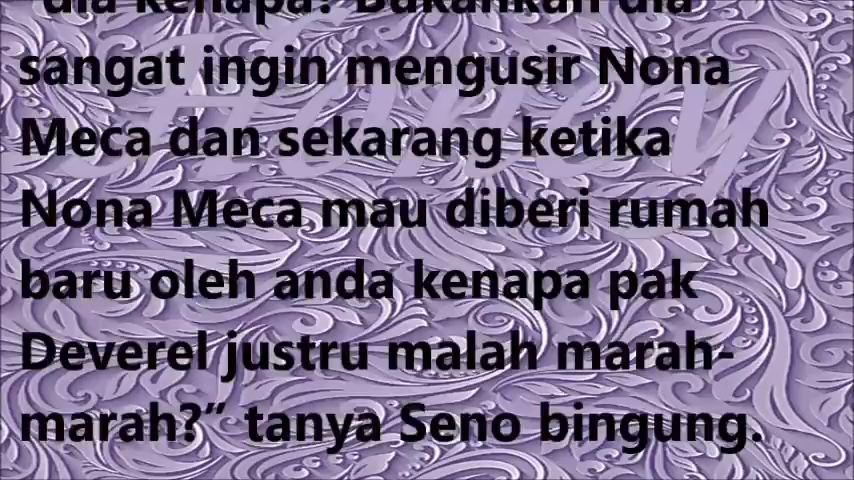 "dia kenapa? Bukankah dia
sangat ingin mengusir Nona
Meca dan sekarang ketika
Nona Meca mau diberi rumah
baru oleh anda kenapa pak
Deverel justru malah marah-
marah?” tanya Seno bingung.
Honey